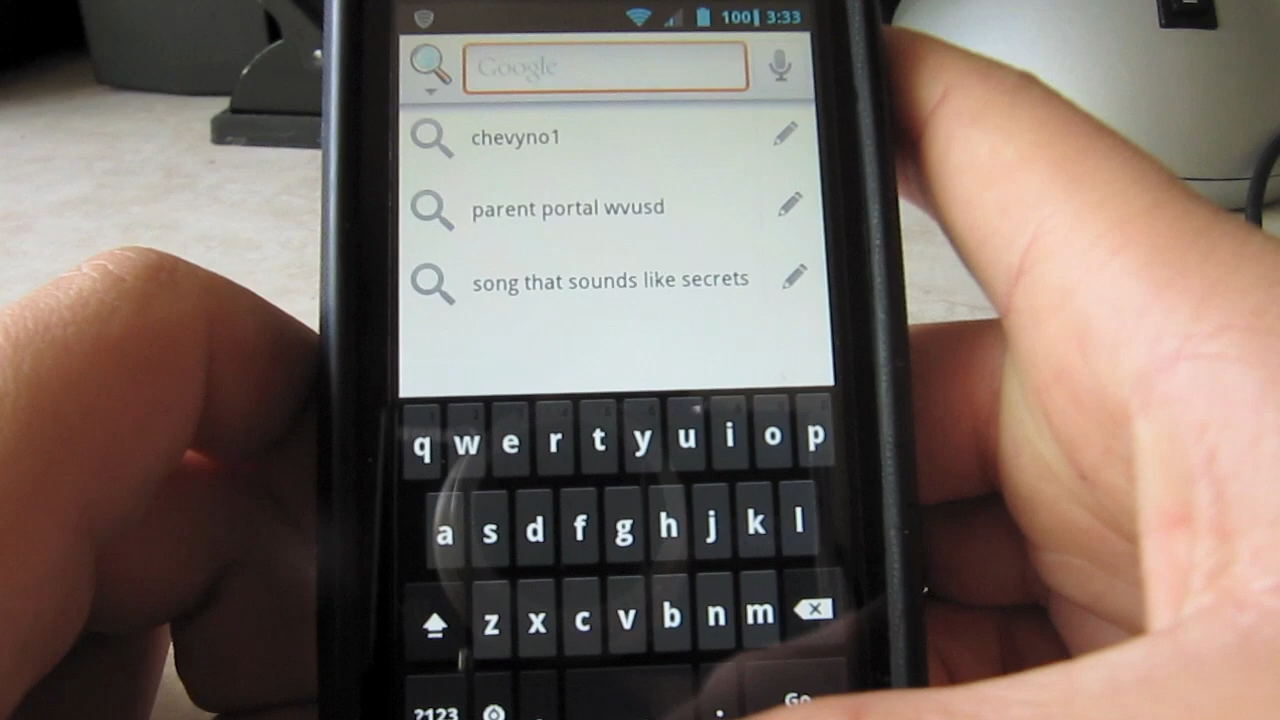 100 3:33
Google
chevyno1
parent portal wvusd
song that sounds like secrets
q w e r t y u i o p
a s d f g h j k l
z x c v b n m
?123 . Go